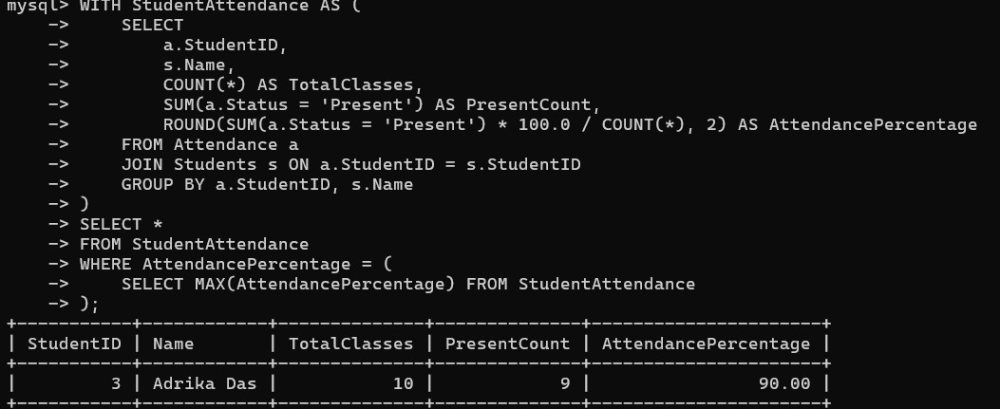 mysql> WITH StudentAttendance AS (
    ->     SELECT
    ->         a.StudentID,
    ->         s.Name,
    ->         COUNT(*) AS TotalClasses,
    ->         SUM(a.Status = 'Present') AS PresentCount,
    ->         ROUND(SUM(a.Status = 'Present') * 100.0 / COUNT(*), 2) AS AttendancePercentage
    ->     FROM Attendance a
    ->     JOIN Students s ON a.StudentID = s.StudentID
    ->     GROUP BY a.StudentID, s.Name
    -> )
    -> SELECT *
    -> FROM StudentAttendance
    -> WHERE AttendancePercentage = (
    ->     SELECT MAX(AttendancePercentage) FROM StudentAttendance
    -> );
+-----------+------------+--------------+--------------+----------------------+
| StudentID | Name       | TotalClasses | PresentCount | AttendancePercentage |
+-----------+------------+--------------+--------------+----------------------+
|         3 | Adrika Das |           10 |            9 |                90.00 |
+-----------+------------+--------------+--------------+----------------------+